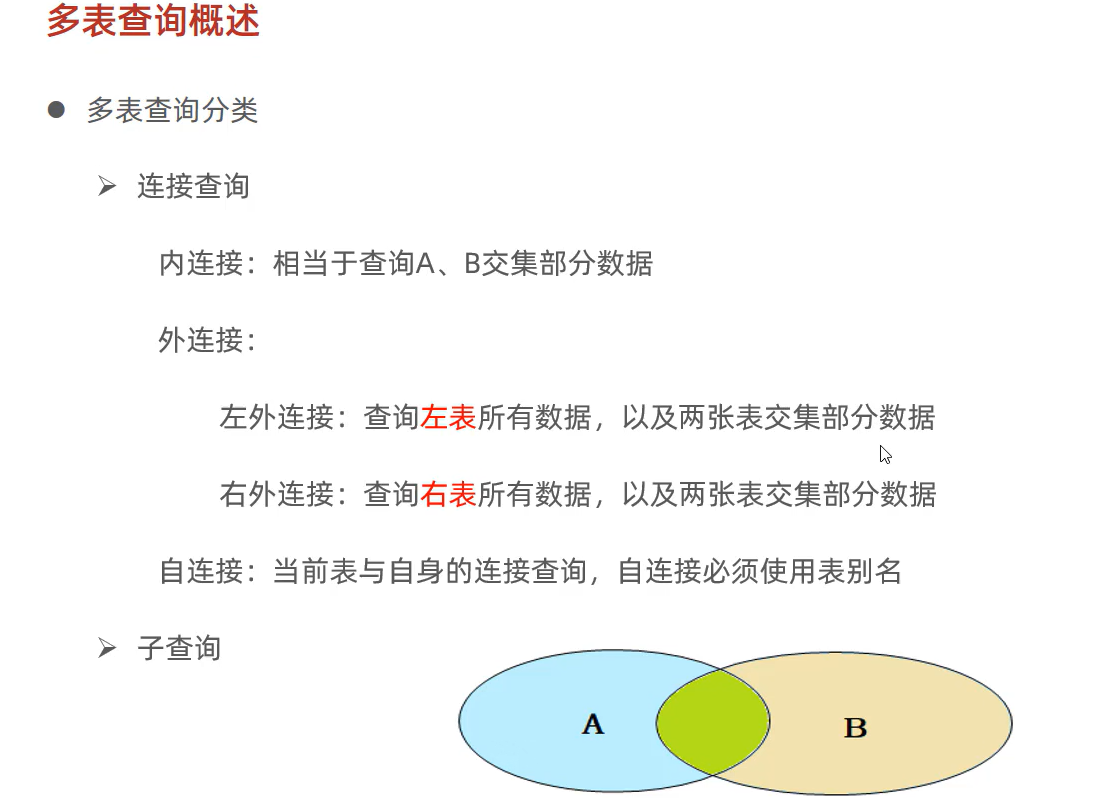 多表查询概述
多表查询分类
连接查询
内连接：相当于查询A、B交集部分数据
外连接：
左外连接：查询左表所有数据，以及两张表交集部分数据
右外连接：查询右表所有数据，以及两张表交集部分数据
自连接：当前表与自身的连接查询，自连接必须使用表别名
子查询
A
B